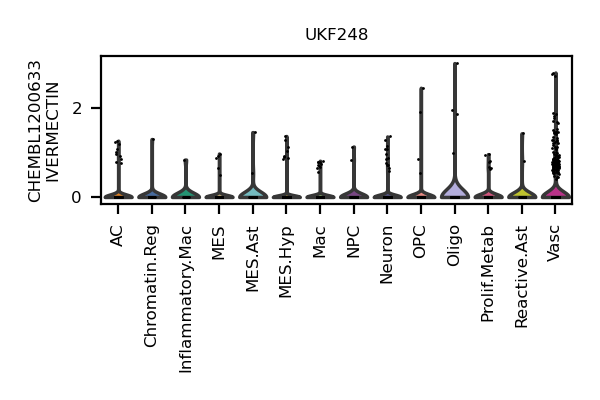 UKF248
CHEMBL1200633
IVERMECTIN
2
0
AC
Chromatin.Reg
Inflammatory.Mac
MES
MES.Ast
MES.Hyp
Mac
NPC
Neuron
OPC
Oligo
Prolif.Metab
Reactive.Ast
Vasc